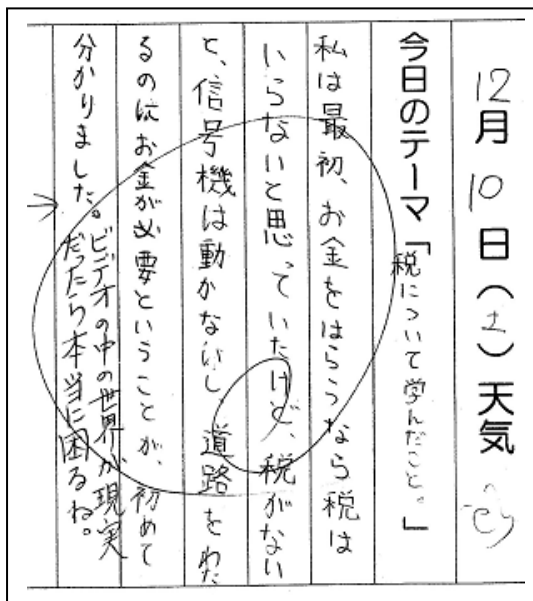 12月10日(土)天気
今日のテーマ「税について学んだこと。」
私は最初、お金をはらうなら税は
いらないと思っていたけど、税がない
と、信号機は動かないし、道路をわた
るのにお金が必要ということが、初めて
分かりました。
ビデオの中の世界が現実
だったら本当に困るね。